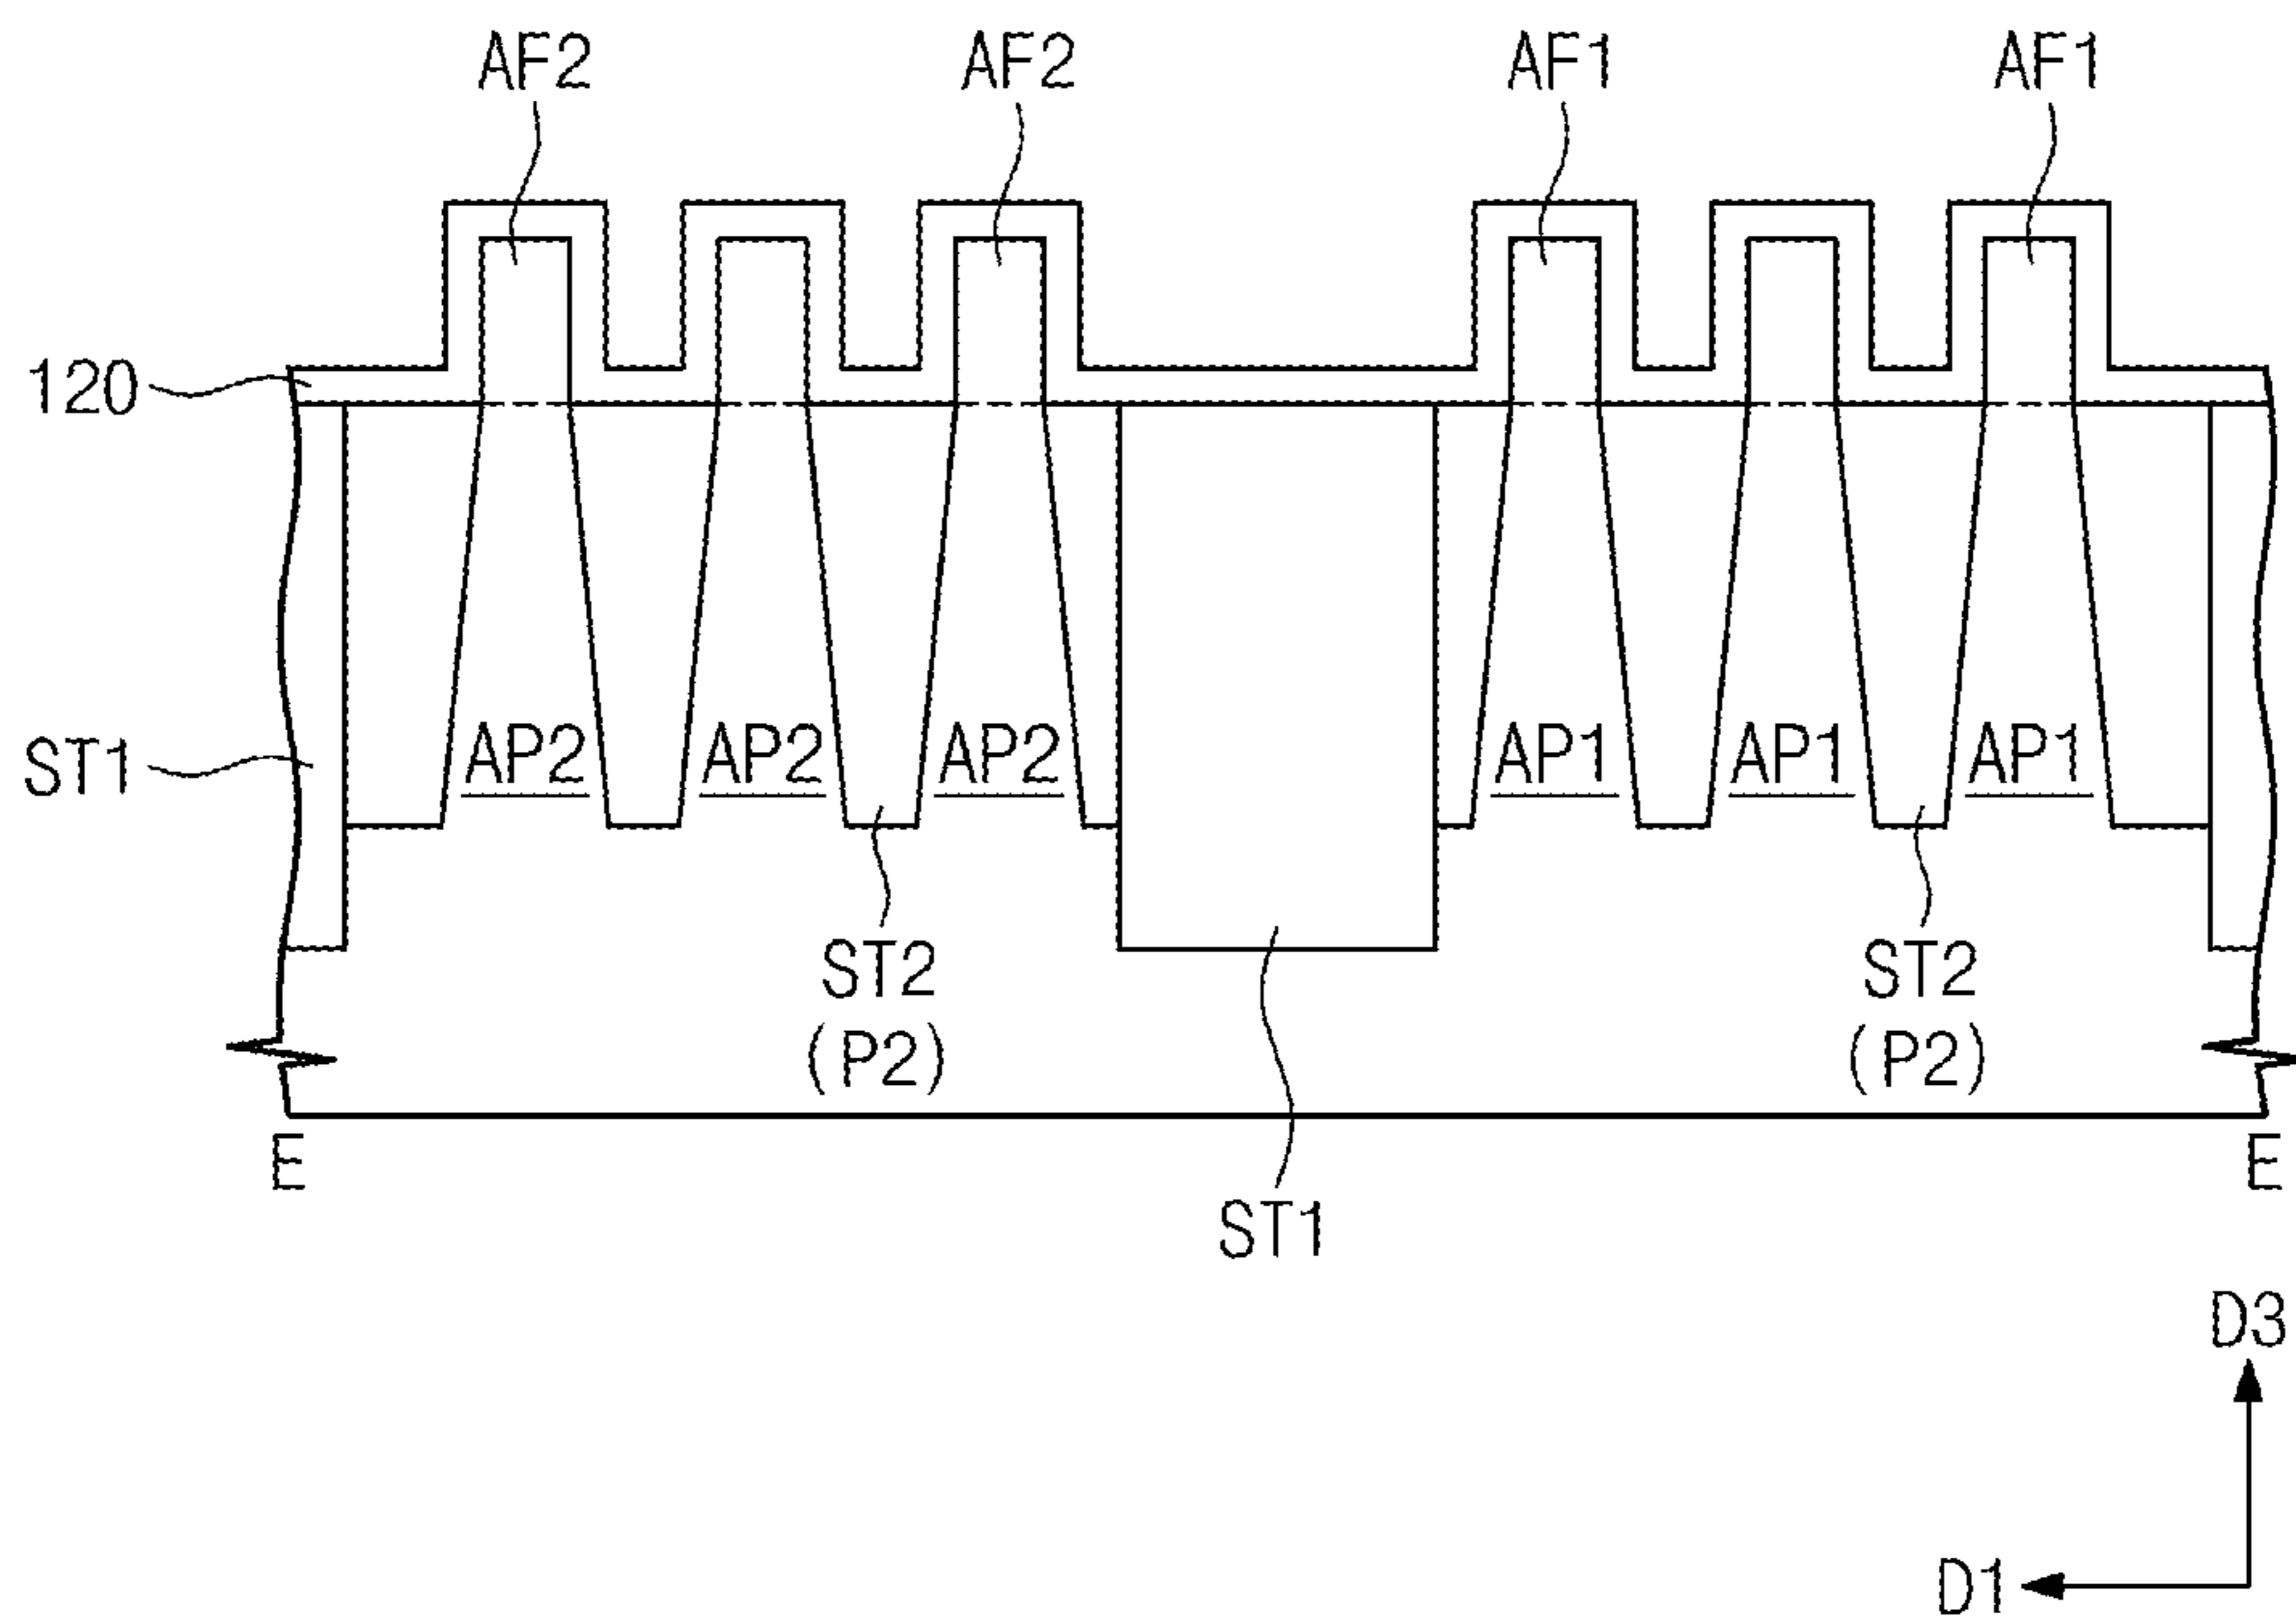 AF2 AF2 AF1 AF1
120
ST1 AP2 AP2 AP2 AP1 AP1 AP1
ST2 ST2
(P2) (P2)
E E
ST1
D3
D1